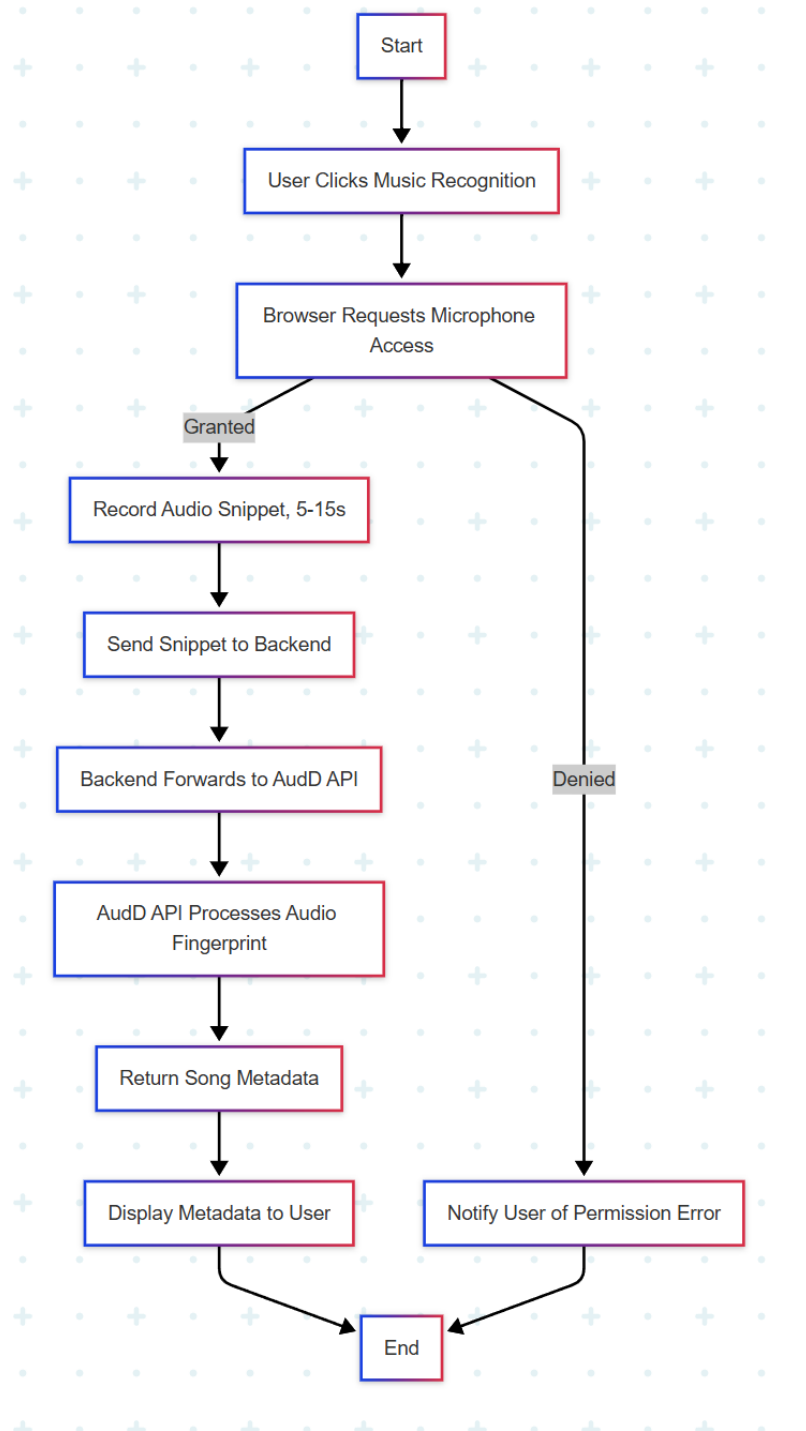 Start
User Clicks Music Recognition
Browser Requests Microphone
Access
Granted
Record Audio Snippet, 5-15s
Send Snippet to Backend
Backend Forwards to AudD API
Denied
AudD API Processes Audio
Fingerprint
Return Song Metadata
Display Metadata to User
Notify User of Permission Error
End